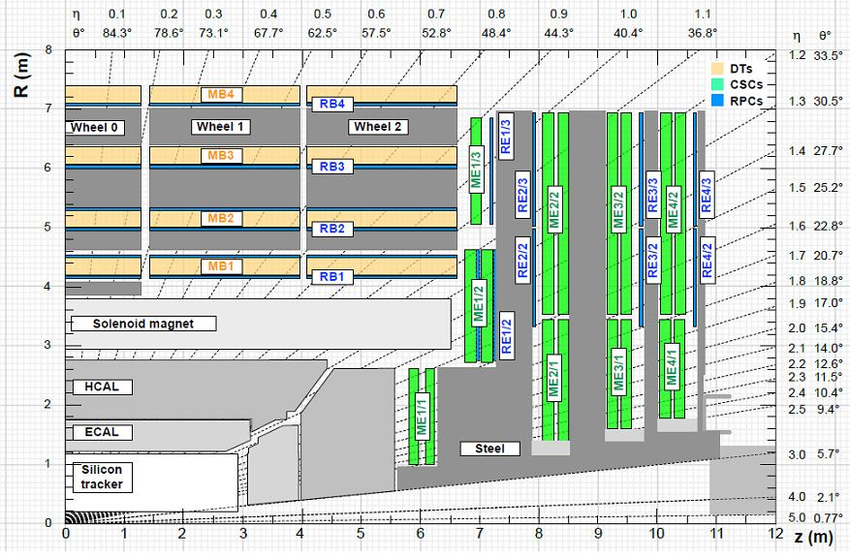 η 0.1 0.2 0.3 0.4 0.5 0.6 0.7 0.8 0.9 1.0 1.1 η θ°
θ° 84.3° 78.6° 73.1° 67.7° 62.5° 57.5° 52.8° 48.4° 44.3° 40.4° 36.8°
R (m)
8
7
6
5
4
3
2
1
0
1.2 33.5°
1.3 30.5°
1.4 27.7°
1.5 25.2°
1.6 22.8°
1.7 20.7°
1.8 18.8°
1.9 17.0°
2.0 15.4°
2.1 14.0°
2.2 12.6°
2.3 11.5°
2.4 10.4°
2.5 9.4°
3.0 5.7°
4.0 2.1°
5.0 0.77°
DTs
CSCs
RPCs
MB4
RB4
Wheel 0
Wheel 1
Wheel 2
MB3
RB3
MB2
RB2
MB1
RB1
Solenoid magnet
HCAL
ECAL
Silicon
tracker
Steel
ME1/3
RE1/3
ME1/2
RE1/2
ME1/1
RE2/3
RE2/2
ME2/2
ME2/1
ME3/2
ME3/1
RE3/3
RE3/2
ME4/2
ME4/1
RE4/3
RE4/2
0 1 2 3 4 5 6 7 8 9 10 11 12
z (m)